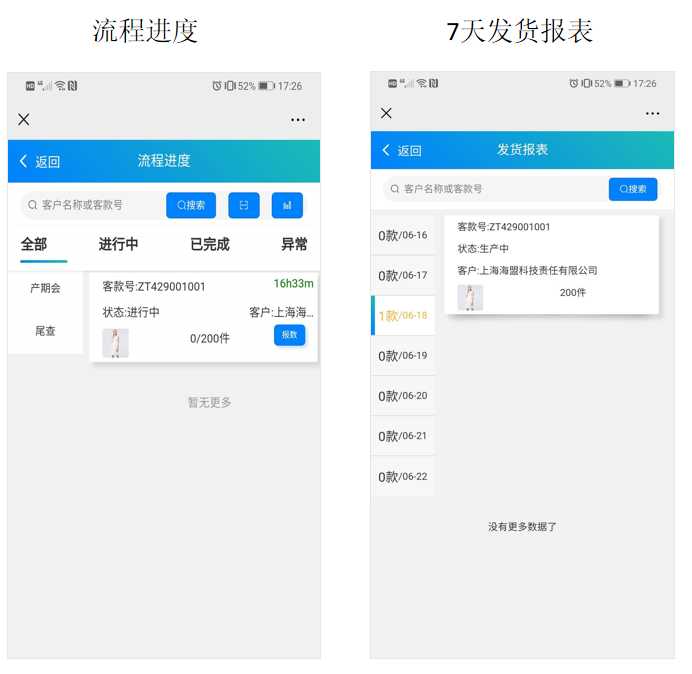 流程进度
7天发货报表
HD 4G 52% 17:26
返回 流程进度
客户名称或客款号 搜索
全部 进行中 已完成 异常
产期会
尾查
客款号:ZT429001001 16h33m
状态:进行中 客户:上海海...
0/200件 报数
暂无更多
HD 4G 52% 17:26
返回 发货报表
客户名称或客款号 搜索
0款/06-16
0款/06-17
1款/06-18
0款/06-19
0款/06-20
0款/06-21
0款/06-22
客款号:ZT429001001
状态:生产中
客户:上海海盟科技责任有限公司
200件
没有更多数据了